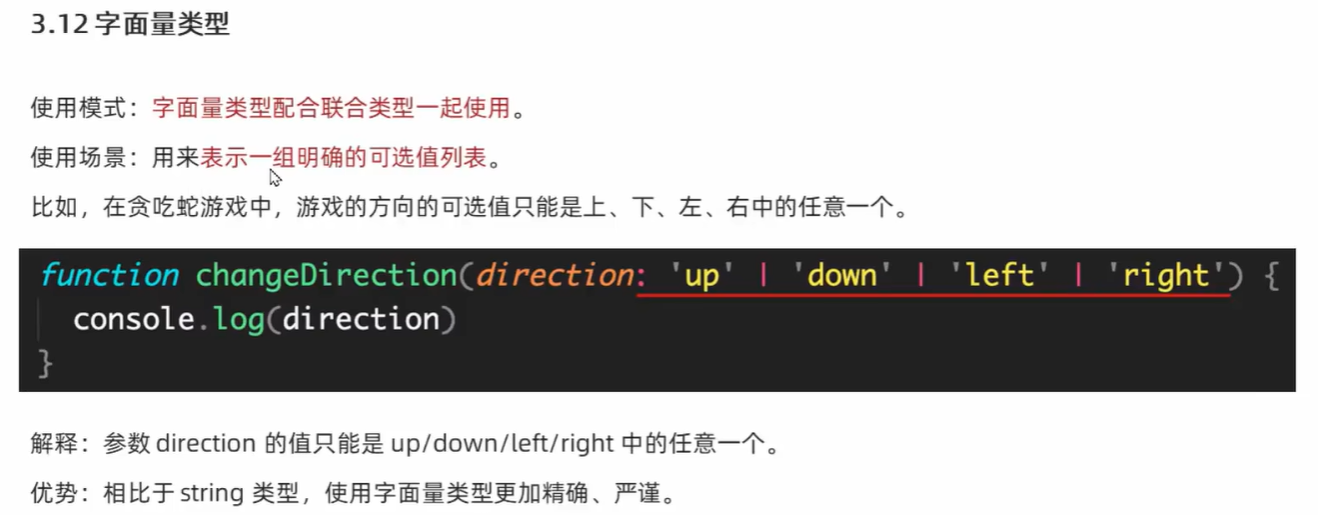 3.12 字面量类型
使用模式：字面量类型配合联合类型一起使用。
使用场景：用来表示一组明确的可选值列表。
比如，在贪吃蛇游戏中，游戏的方向的可选值只能是上、下、左、右中的任意一个。
function changeDirection(direction: 'up' | 'down' | 'left' | 'right') {
  console.log(direction)
}
解释：参数 direction 的值只能是 up/down/left/right 中的任意一个。
优势：相比于 string 类型，使用字面量类型更加精确、严谨。